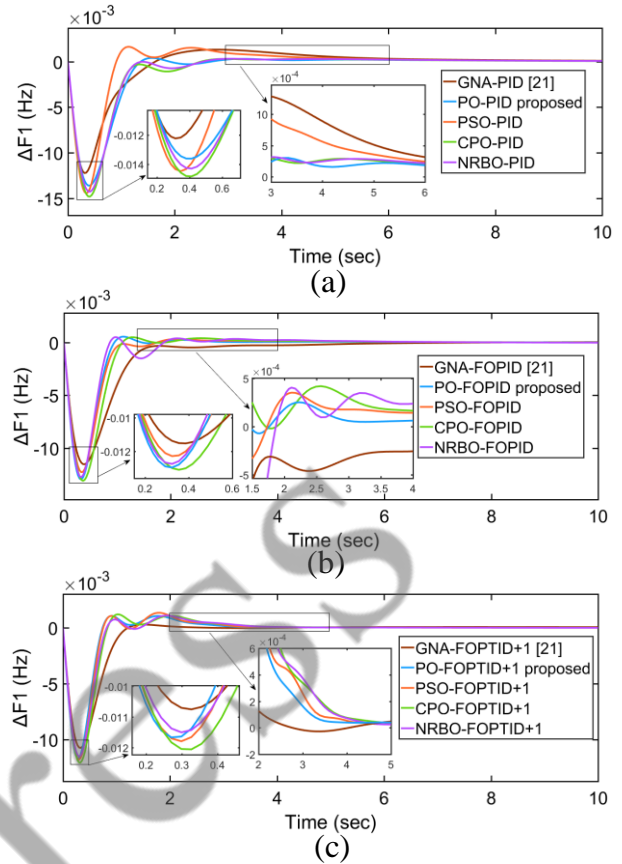 ×10⁻³
0
-5
-10
-15
ΔF1 (Hz)
-0.012
-0.014
0.2 0.4 0.6
×10⁻⁴
10
5
0
3 4 5 6
GNA-PID [21]
PO-PID proposed
PSO-PID
CPO-PID
NRBO-PID
0 2 4 6 8 10
Time (sec)
(a)
×10⁻³
0
-5
-10
ΔF1 (Hz)
-0.01
-0.012
0.2 0.4 0.6
×10⁻⁴
5
0
-5
1.5 2 2.5 3 3.5 4
GNA-FOPID [21]
PO-FOPID proposed
PSO-FOPID
CPO-FOPID
NRBO-FOPID
0 2 4 6 8 10
Time (sec)
(b)
×10⁻³
0
-5
-10
ΔF1 (Hz)
-0.01
-0.011
-0.012
0.2 0.3 0.4
×10⁻⁴
6
4
2
0
-2
2 3 4 5
GNA-FOPTID+1 [21]
PO-FOPTID+1 proposed
PSO-FOPTID+1
CPO-FOPTID+1
NRBO-FOPTID+1
0 2 4 6 8 10
Time (sec)
(c)
ress